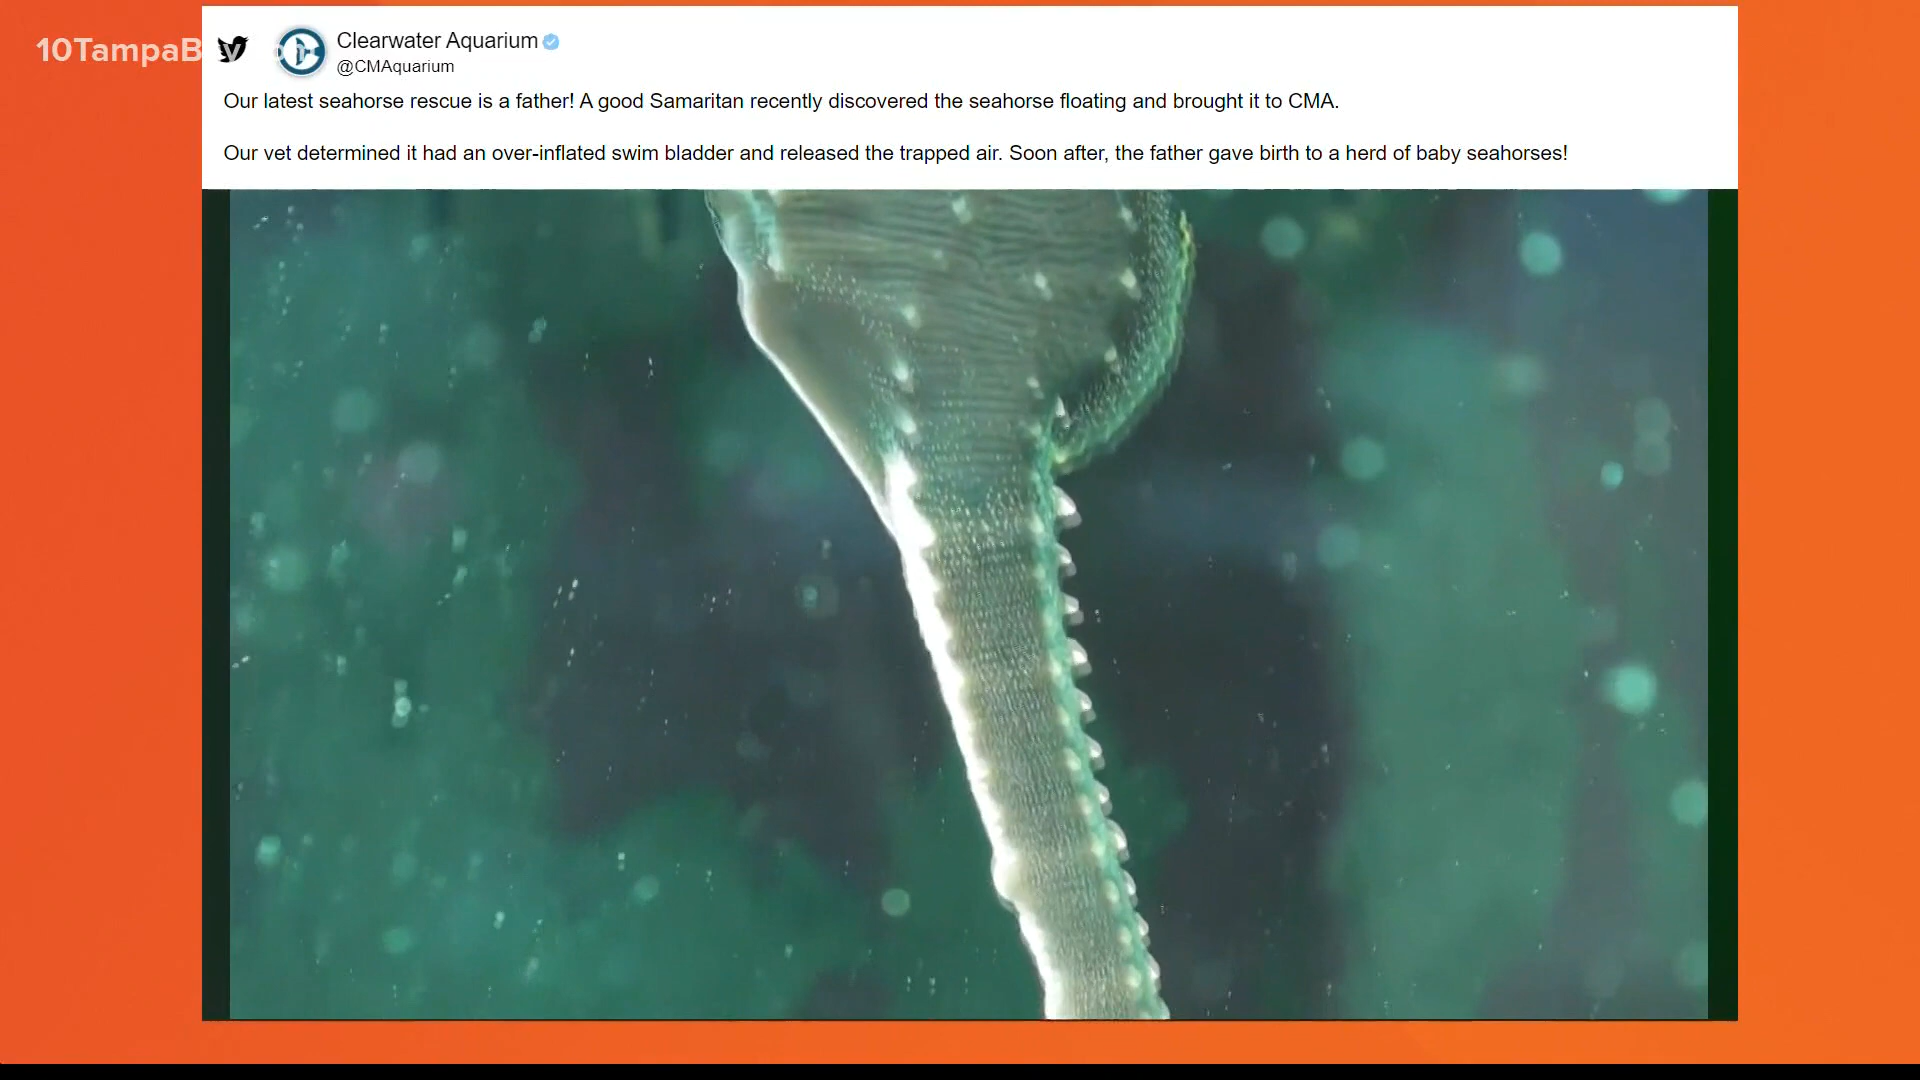 10TampaBay.com
Clearwater Aquarium
@CMAquarium
Our latest seahorse rescue is a father! A good Samaritan recently discovered the seahorse floating and brought it to CMA.
Our vet determined it had an over-inflated swim bladder and released the trapped air. Soon after, the father gave birth to a herd of baby seahorses!